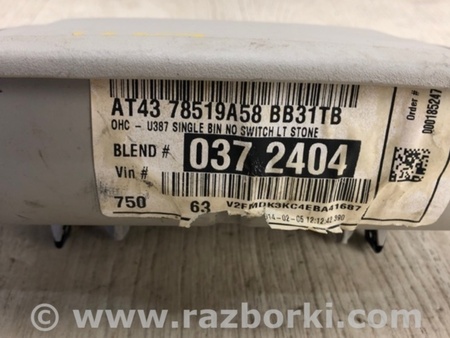 AT43 78519A58 BB31TB
OHC - U387 SINGLE BIN NO SWITCH LT STONE
BLEND # 037 2404
Vin #
750 63 V2FMDK3KC4EBA41687
014-02-05 12:12:42
Order #
000185247
© www.razborki.com